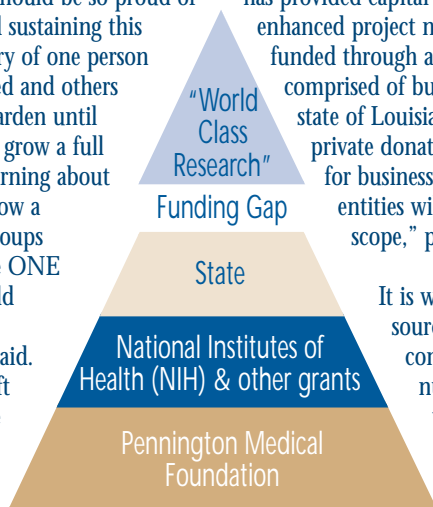 should be so proud of
sustaining this
ry of one person
ed and others
arden until
grow a full
rning about
ow a
oups
ONE
ld
aid.
ft
“World
Class
Research”
Funding Gap
State
National Institutes of
Health (NIH) & other grants
Pennington Medical
Foundation
has provided capital
enhanced project n
funded through a
comprised of bu
state of Louisia
private donat
for business
entities wi
scope,” p
It is w
sour
con
n